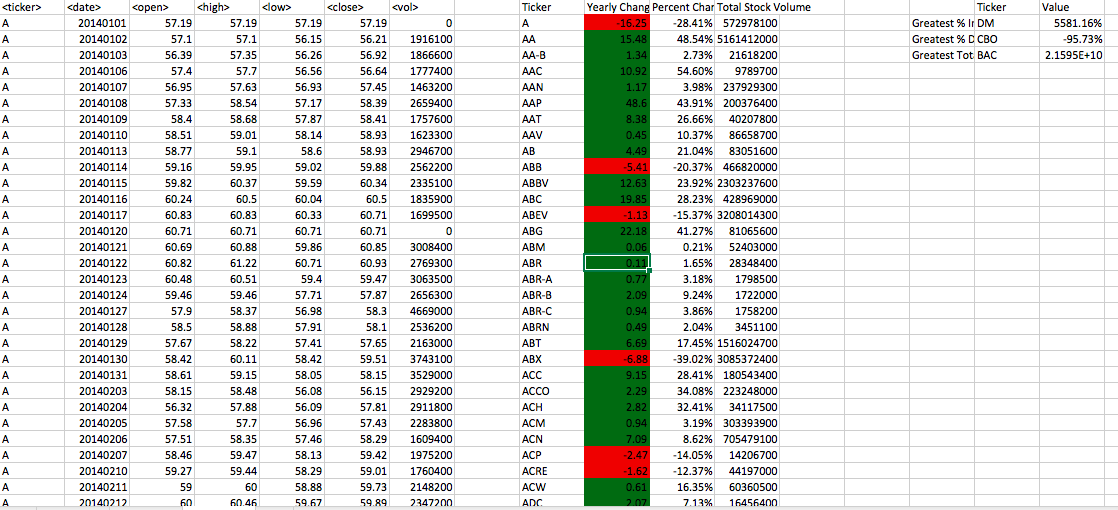 <ticker> <date> <open> <high> <low> <close> <vol> Ticker Yearly Chang Percent Char Total Stock Volume Ticker Value
A 20140101 57.19 57.19 57.19 57.19 0 A -16.25 -28.41% 572978100 Greatest % Ir DM 5581.16%
A 20140102 57.1 57.1 56.15 56.21 1916100 AA 15.48 48.54% 5161412000 Greatest % D CBO -95.73%
A 20140103 56.39 57.35 56.26 56.92 1866600 AA-B 1.34 2.73% 21618200 Greatest Tot BAC 2.1595E+10
A 20140106 57.4 57.7 56.56 56.64 1777400 AAC 10.92 54.60% 9789700
A 20140107 56.95 57.63 56.93 57.45 1463200 AAN 1.17 3.98% 237929300
A 20140108 57.33 58.54 57.17 58.39 2659400 AAP 48.6 43.91% 200376400
A 20140109 58.4 58.68 57.87 58.41 1757600 AAT 8.38 26.66% 40207800
A 20140110 58.51 59.01 58.14 58.93 1623300 AAV 0.45 10.37% 86658700
A 20140113 58.77 59.1 58.6 58.93 2946700 AB 4.49 21.04% 83051600
A 20140114 59.16 59.95 59.02 59.88 2562200 ABB -5.41 -20.37% 466820000
A 20140115 59.82 60.37 59.59 60.34 2335100 ABBV 12.63 23.92% 2303237600
A 20140116 60.24 60.5 60.04 60.5 1835900 ABC 19.85 28.23% 428969000
A 20140117 60.83 60.83 60.33 60.71 1699500 ABEV -1.13 -15.37% 3208014300
A 20140120 60.71 60.71 60.71 60.71 0 ABG 22.18 41.27% 81065600
A 20140121 60.69 60.88 59.86 60.85 3008400 ABM 0.06 0.21% 52403000
A 20140122 60.82 61.22 60.71 60.93 2769300 ABR 0.11 1.65% 28348400
A 20140123 60.48 60.51 59.4 59.47 3063500 ABR-A 0.77 3.18% 1798500
A 20140124 59.46 59.46 57.71 57.87 2656300 ABR-B 2.09 9.24% 1722000
A 20140127 57.9 58.37 56.98 58.3 4669000 ABR-C 0.94 3.86% 1758200
A 20140128 58.5 58.88 57.91 58.1 2536200 ABRN 0.49 2.04% 3451100
A 20140129 57.67 58.22 57.41 57.65 2163000 ABT 6.69 17.45% 1516024700
A 20140130 58.42 60.11 58.42 59.51 3743100 ABX -6.88 -39.02% 3085372400
A 20140131 58.61 59.15 58.05 58.15 3529000 ACC 9.15 28.41% 180543400
A 20140203 58.15 58.48 56.08 56.15 2929200 ACCO 2.29 34.08% 223248000
A 20140204 56.32 57.88 56.09 57.81 2911800 ACH 2.82 32.41% 34117500
A 20140205 57.58 57.7 56.96 57.43 2283800 ACM 0.94 3.19% 303393900
A 20140206 57.51 58.35 57.46 58.29 1609400 ACN 7.09 8.62% 705479100
A 20140207 58.46 59.47 58.13 59.42 1975200 ACP -2.47 -14.05% 14206700
A 20140210 59.27 59.44 58.29 59.01 1760400 ACRE -1.62 -12.37% 44197000
A 20140211 59 60 58.88 59.73 2148200 ACW 0.61 16.35% 60360500
A 20140212 60 60.46 59.67 59.89 2347200 ADC 2.07 7.13% 16456400